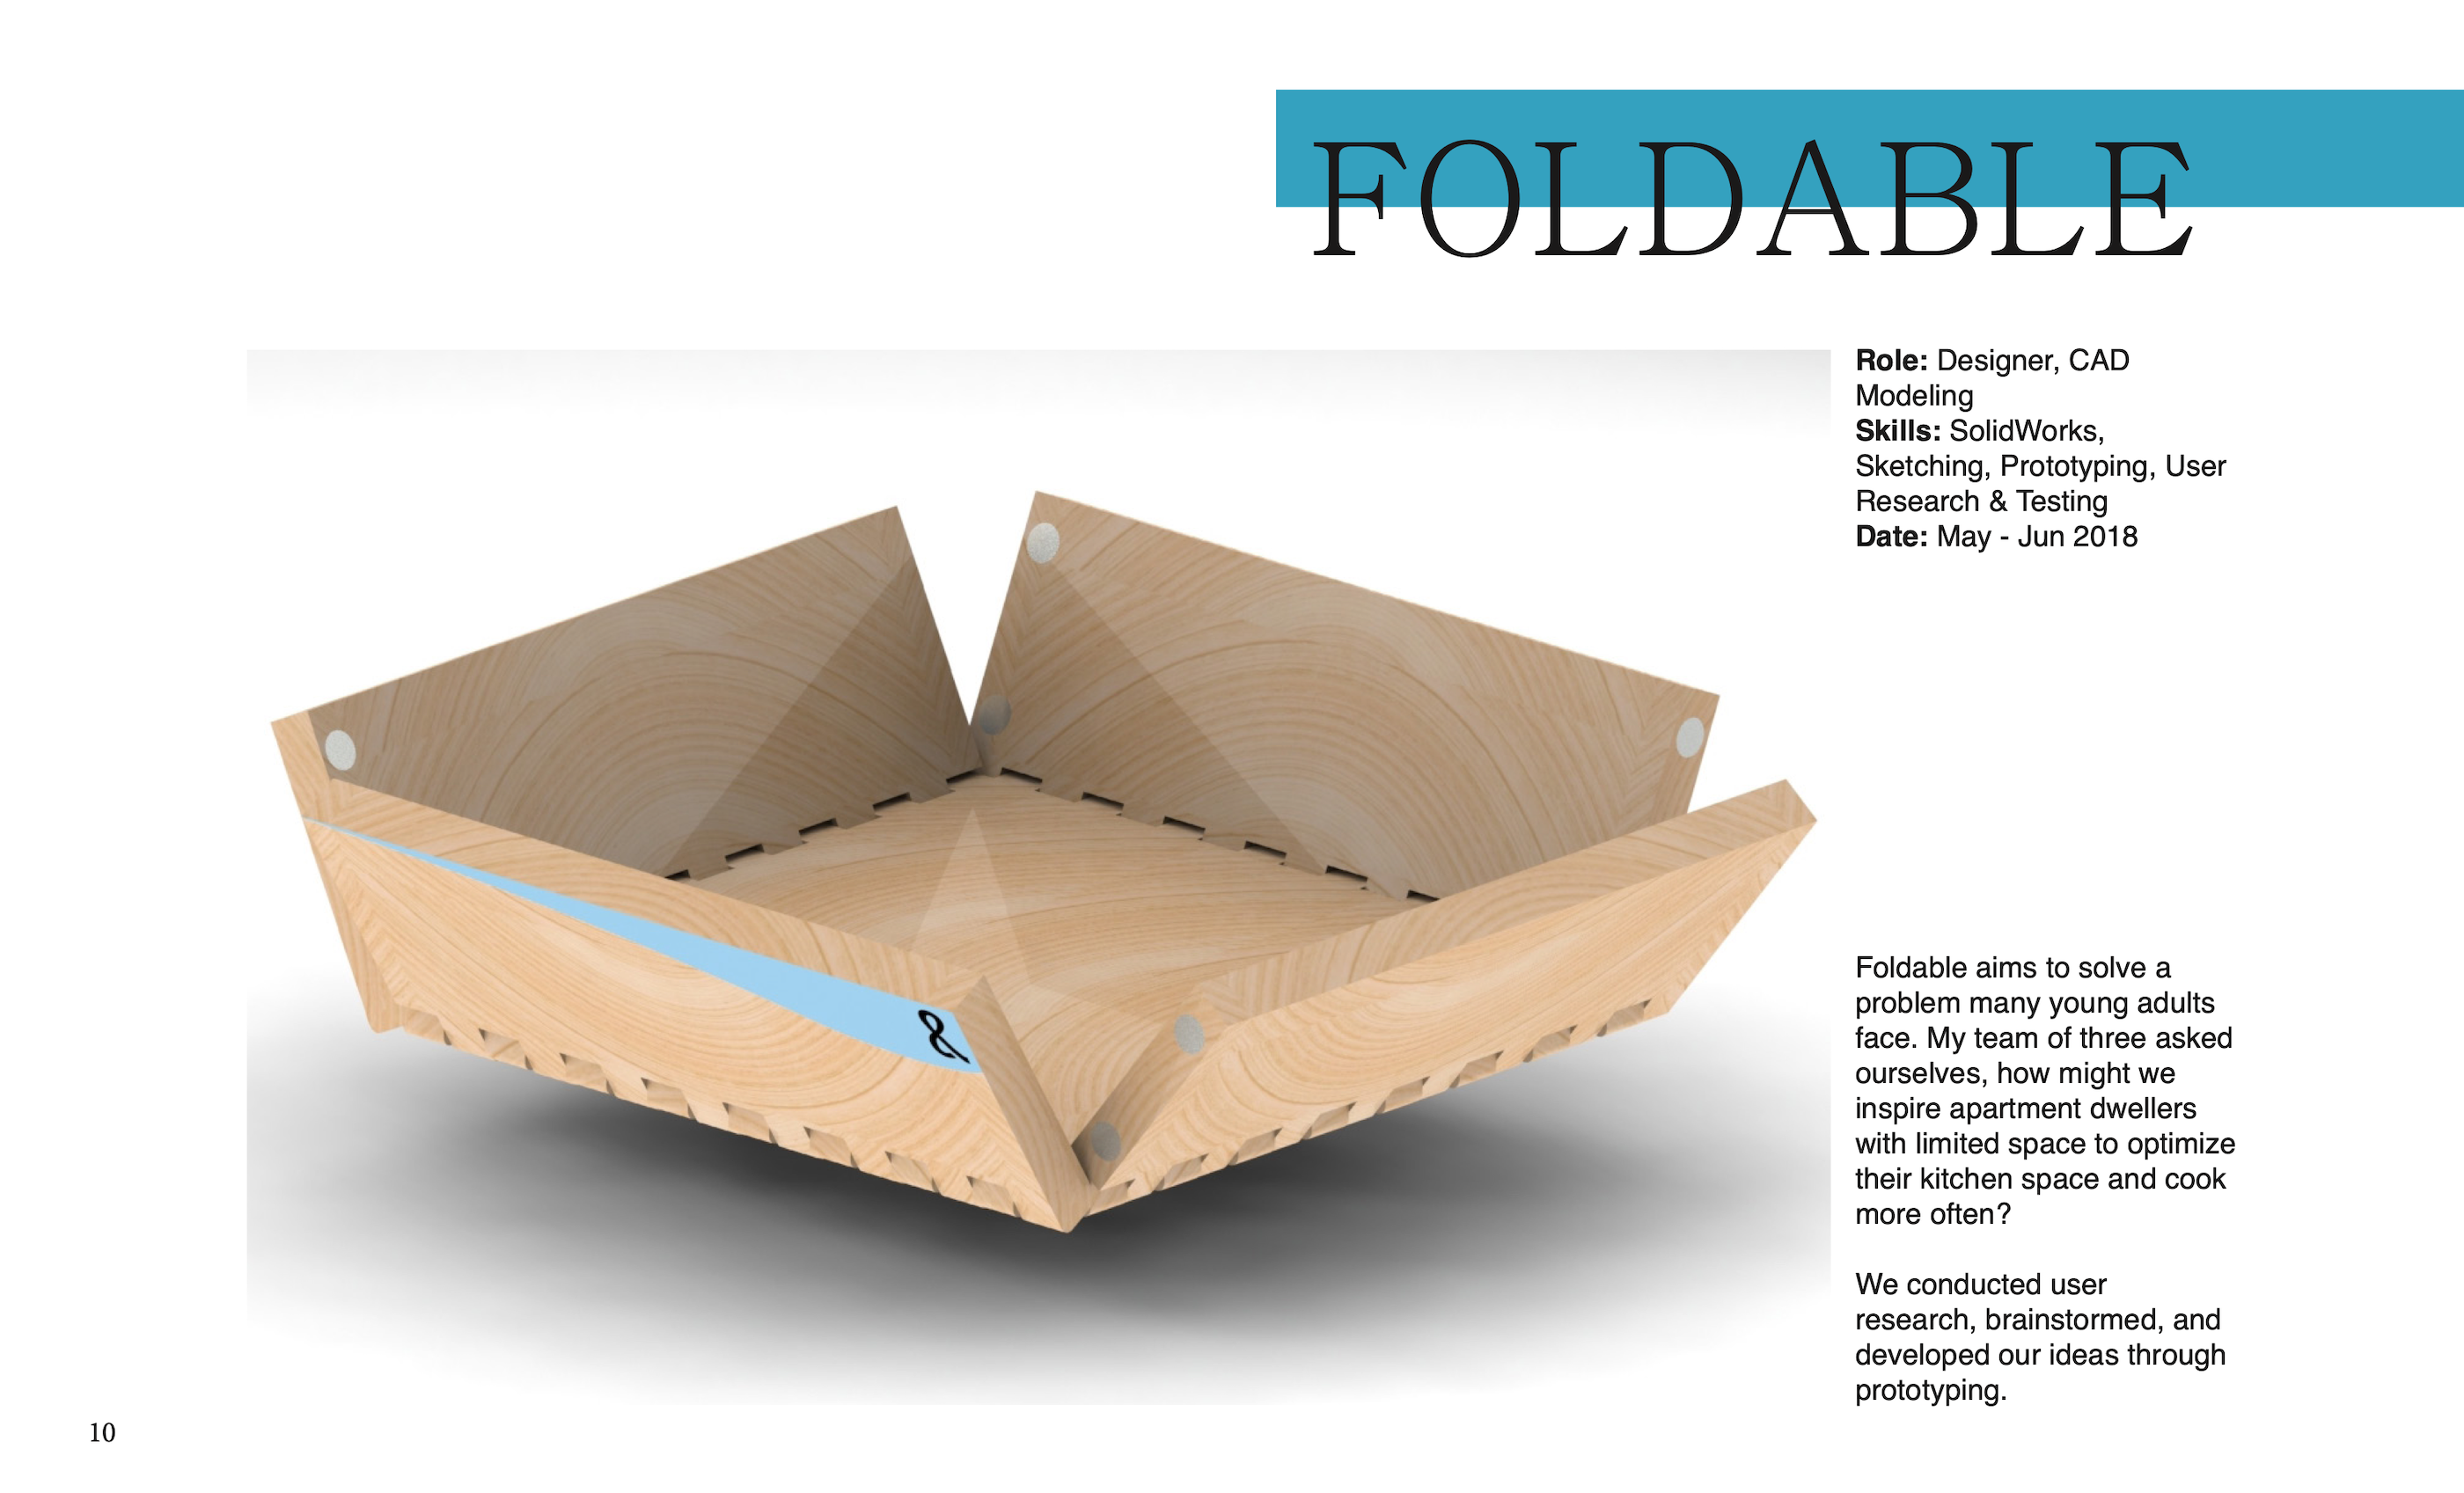 FOLDABLE
Role: Designer, CAD
Modeling
Skills: SolidWorks,
Sketching, Prototyping, User
Research & Testing
Date: May - Jun 2018
&
Foldable aims to solve a
problem many young adults
face. My team of three asked
ourselves, how might we
inspire apartment dwellers
with limited space to optimize
their kitchen space and cook
more often?
We conducted user
research, brainstormed, and
developed our ideas through
prototyping.
10